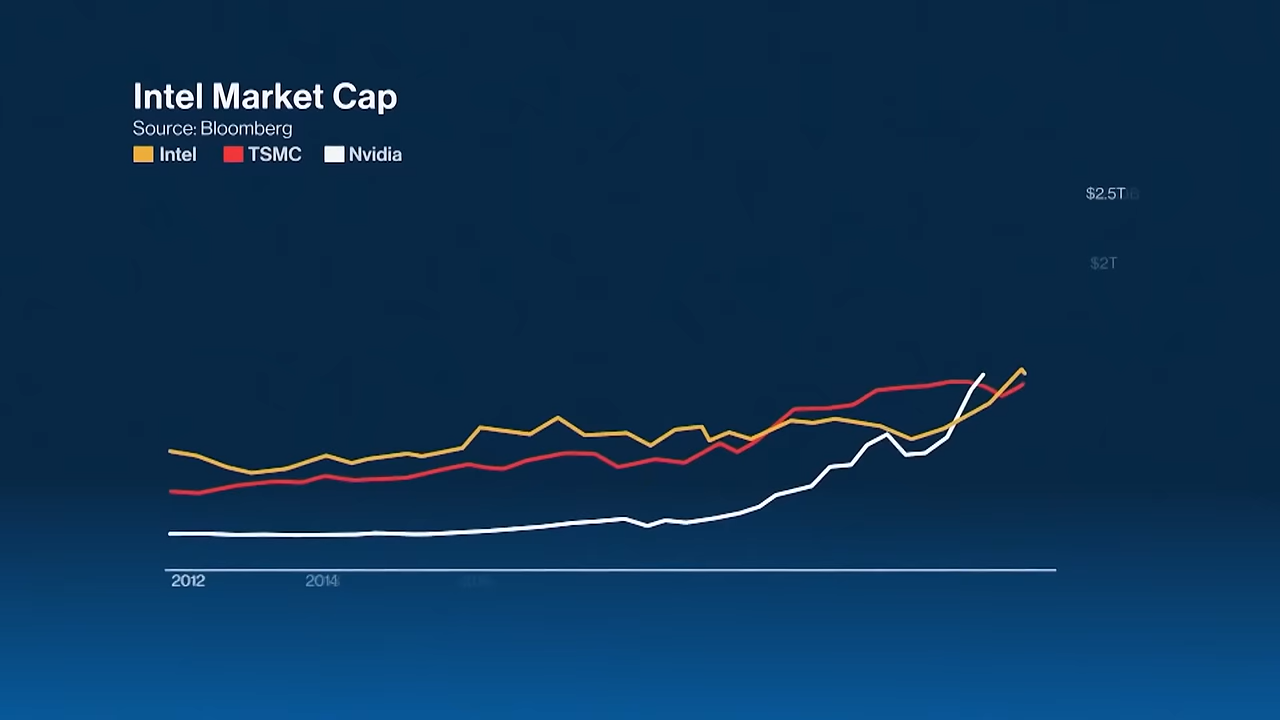 Intel Market Cap
Source: Bloomberg
Intel TSMC Nvidia
$2.5T
$2T
2012 2014